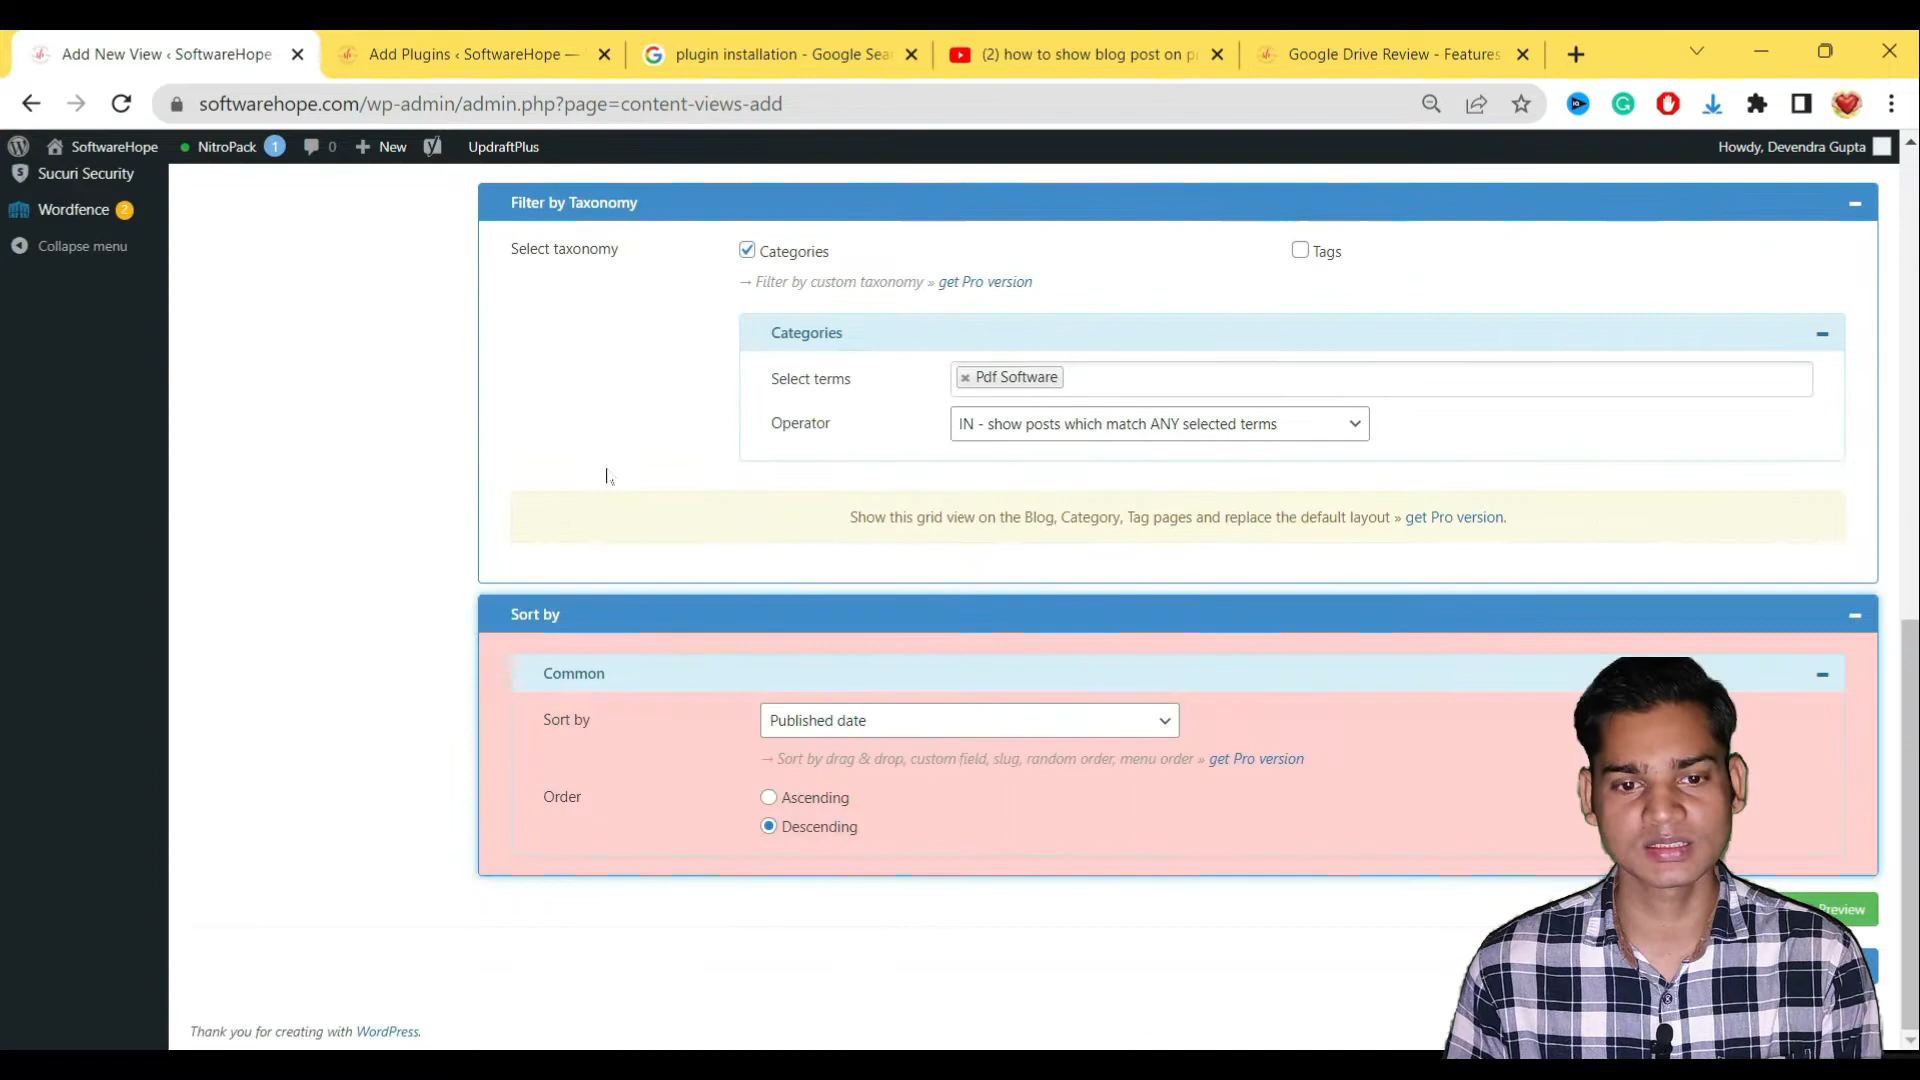 Add New View ‹ SoftwareHope
Add Plugins ‹ SoftwareHope —
plugin installation - Google Sea
(2) how to show blog post on p
Google Drive Review - Features
softwarehope.com/wp-admin/admin.php?page=content-views-add
SoftwareHope
NitroPack 1
0
New
UpdraftPlus
Howdy, Devendra Gupta
Sucuri Security
Wordfence 2
Collapse menu
Filter by Taxonomy
Select taxonomy
Categories
Tags
→ Filter by custom taxonomy » get Pro version
Categories
Select terms
× Pdf Software
Operator
IN - show posts which match ANY selected terms
Show this grid view on the Blog, Category, Tag pages and replace the default layout » get Pro version.
Sort by
Common
Sort by
Published date
→ Sort by drag & drop, custom field, slug, random order, menu order » get Pro version
Order
Ascending
Descending
Preview
Thank you for creating with WordPress.